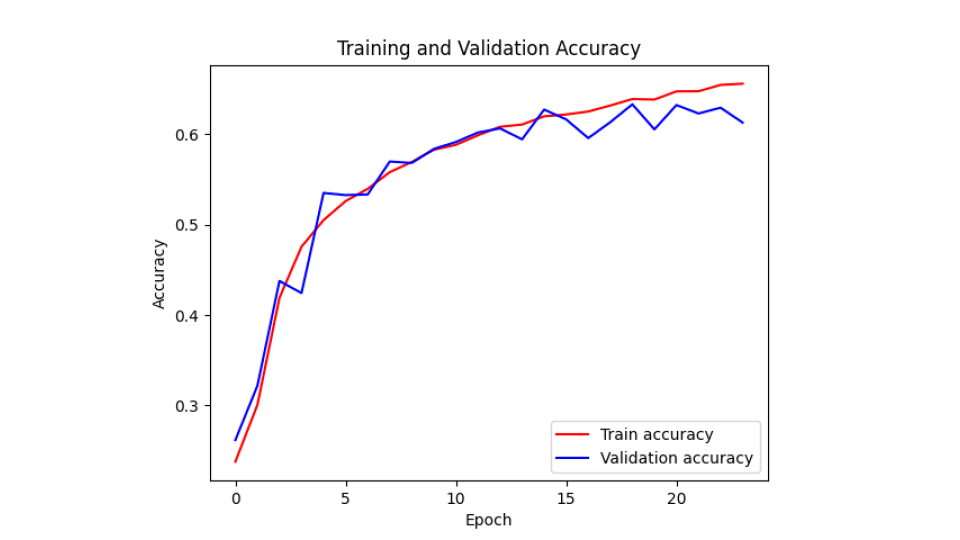 Training and Validation Accuracy
Accuracy
0.6
0.5
0.4
0.3
Train accuracy
Validation accuracy
0 5 10 15 20
Epoch